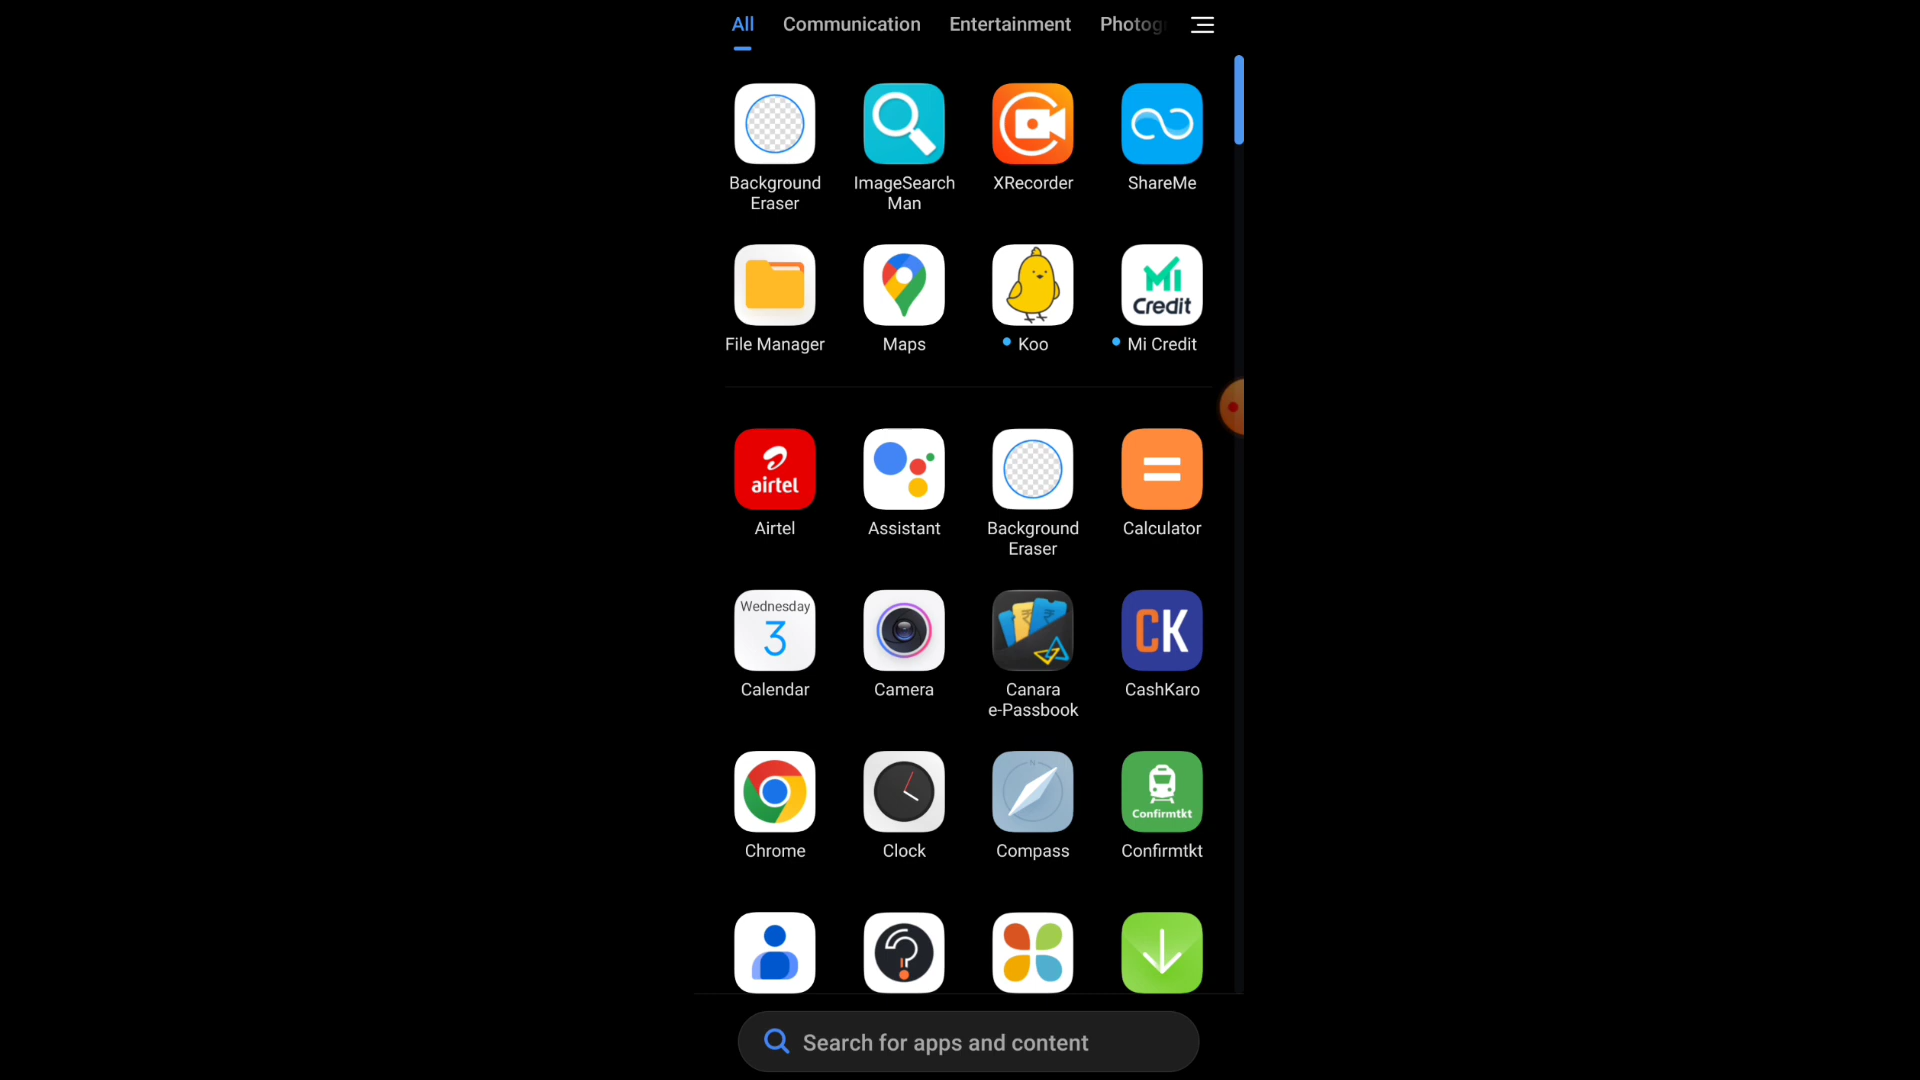 All Communication Entertainment Photog
Background Eraser
ImageSearch Man
XRecorder
ShareMe
Mi
Credit
File Manager
Maps
Koo
Mi Credit
airtel
Airtel
Assistant
Background Eraser
Calculator
Wednesday
3
CK
Calendar
Camera
Canara e-Passbook
CashKaro
N
Confirmtkt
Chrome
Clock
Compass
Confirmtkt
?
Search for apps and content